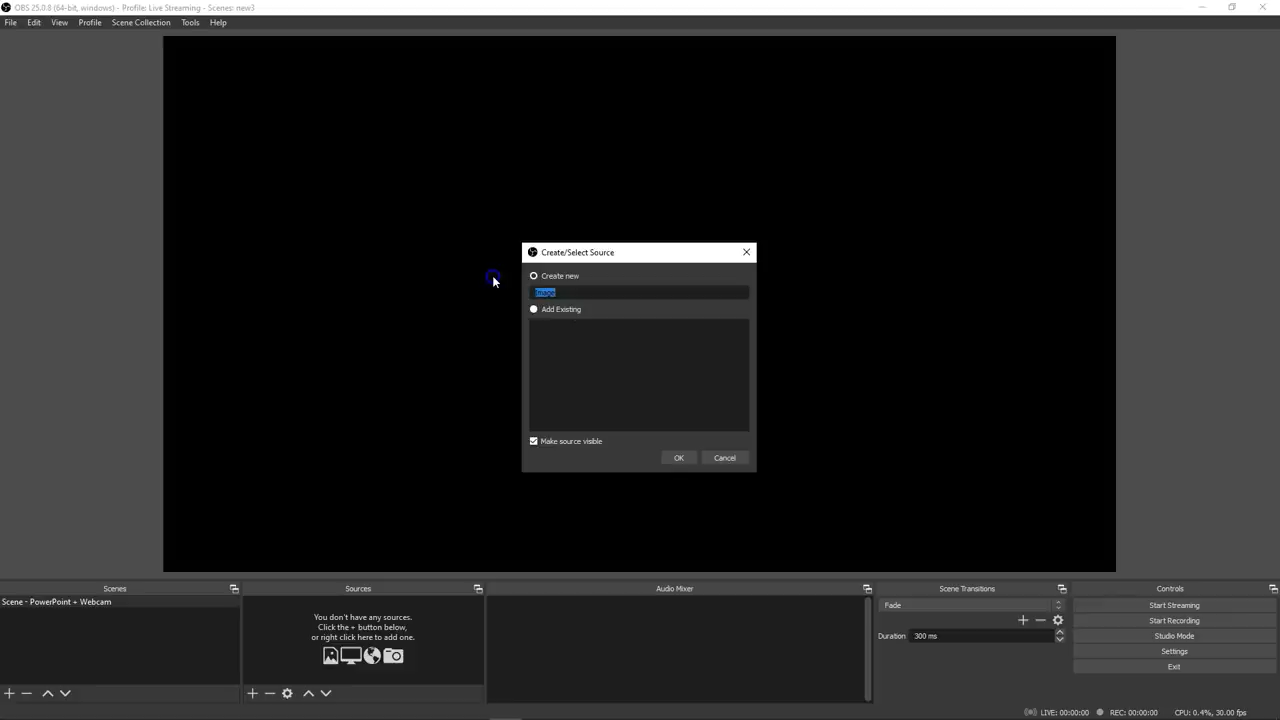 OBS 25.0.8 (64-bit, windows) - Profile: Live Streaming - Scenes: new3
File Edit View Profile Scene Collection Tools Help
Create/Select Source
Create new
Image
Add Existing
Make source visible
OK Cancel
Scenes Sources Audio Mixer Scene Transitions Controls
Scene - PowerPoint + Webcam
You don't have any sources.
Click the + button below,
or right click here to add one.
Fade
Duration 300 ms
Start Streaming
Start Recording
Studio Mode
Settings
Exit
LIVE: 00:00:00 REC: 00:00:00 CPU: 0.4%, 30.00 fps